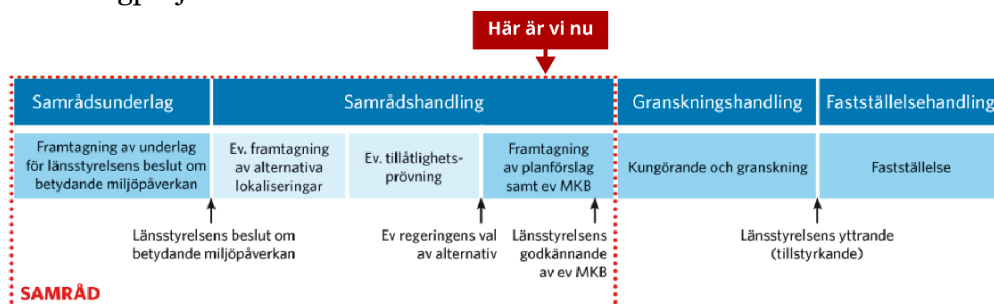 Här är vi nu
Samrådsunderlag
Samrådshandling
Granskningshandling
Fastställelsehandling
Framtagning av underlag
för länsstyrelsens beslut om
betydande miljöpåverkan
Ev. framtagning
av alternativa
lokaliseringar
Ev. tillåtlighets-
prövning
Framtagning
av planförslag
samt ev MKB
Kungörande och granskning
Fastställelse
Länsstyrelsens beslut om
betydande miljöpåverkan
Ev regeringens val
av alternativ
Länsstyrelsens
godkännande
av ev MKB
Länsstyrelsens yttrande
(tillstyrkande)
SAMRÅD